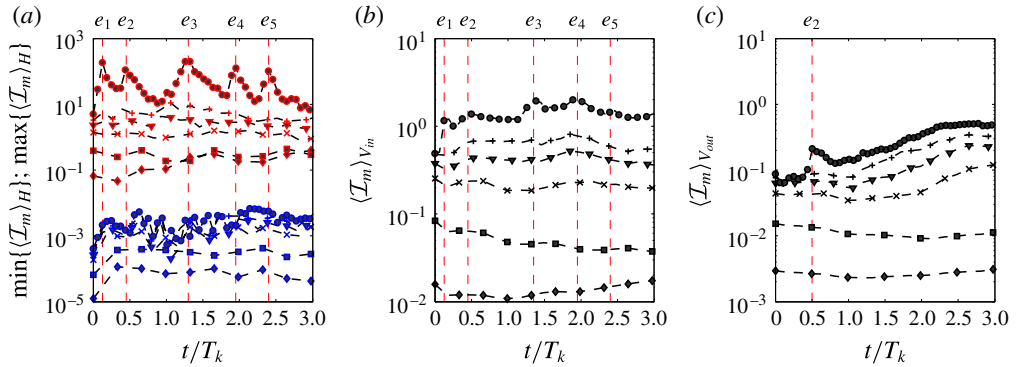 (a) (b) (c)
e1 e2 e3 e4 e5
e1 e2 e3 e4 e5
e2
min{⟨ℐm⟩H}; max{⟨ℐm⟩H}
10^3
10^1
10^-1
10^-3
10^-5
0 0.5 1.0 1.5 2.0 2.5 3.0
t/Tk
⟨ℐm⟩Vin
10^1
10^0
10^-1
10^-2
0 0.5 1.0 1.5 2.0 2.5 3.0
t/Tk
⟨ℐm⟩Vout
10^1
10^0
10^-1
10^-2
10^-3
0 0.5 1.0 1.5 2.0 2.5 3.0
t/Tk